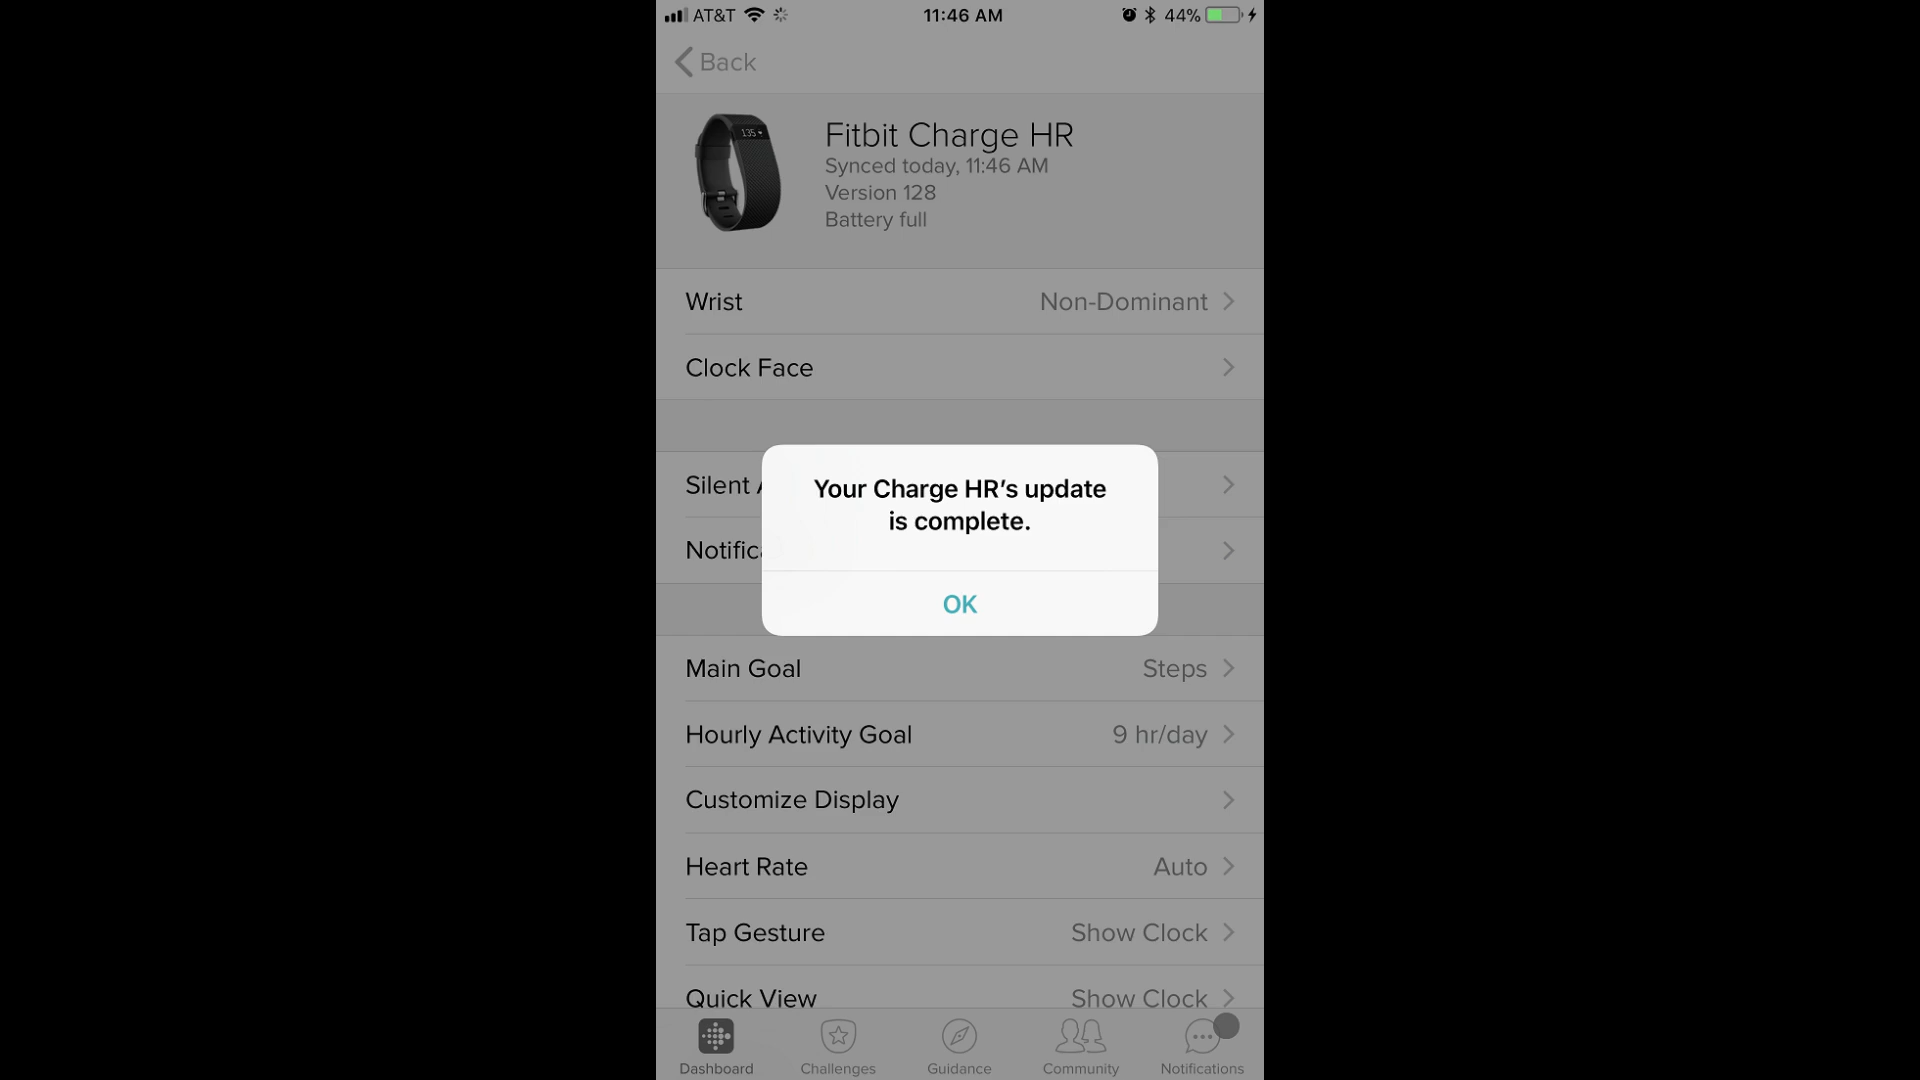 AT&T 11:46 AM 44%
Back
135
Fitbit Charge HR
Synced today, 11:46 AM
Version 128
Battery full
Wrist Non-Dominant
Clock Face
Silent A
Your Charge HR's update
is complete.
Notifica
OK
Main Goal Steps
Hourly Activity Goal 9 hr/day
Customize Display
Heart Rate Auto
Tap Gesture Show Clock
Quick View Show Clock
Dashboard Challenges Guidance Community Notifications